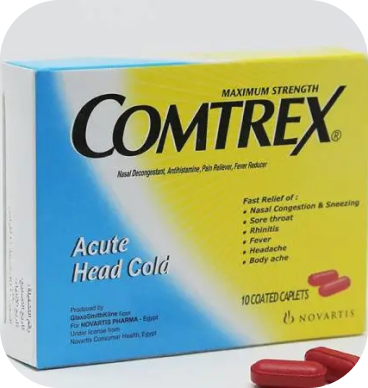 MAXIMUM STRENGTH
COMTREX®
Nasal Decongestant, Antihistamine, Pain Reliever, Fever Reducer
Fast Relief of :
• Nasal Congestion & Sneezing
• Sore throat
• Rhinitis
• Fever
• Headache
• Body ache
Acute
Head Cold
10 COATED CAPLETS
NOVARTIS
Produced by
GlaxoSmithKline Egypt
For NOVARTIS PHARMA - Egypt
Under license from
Novartis Consumer Health, Egypt